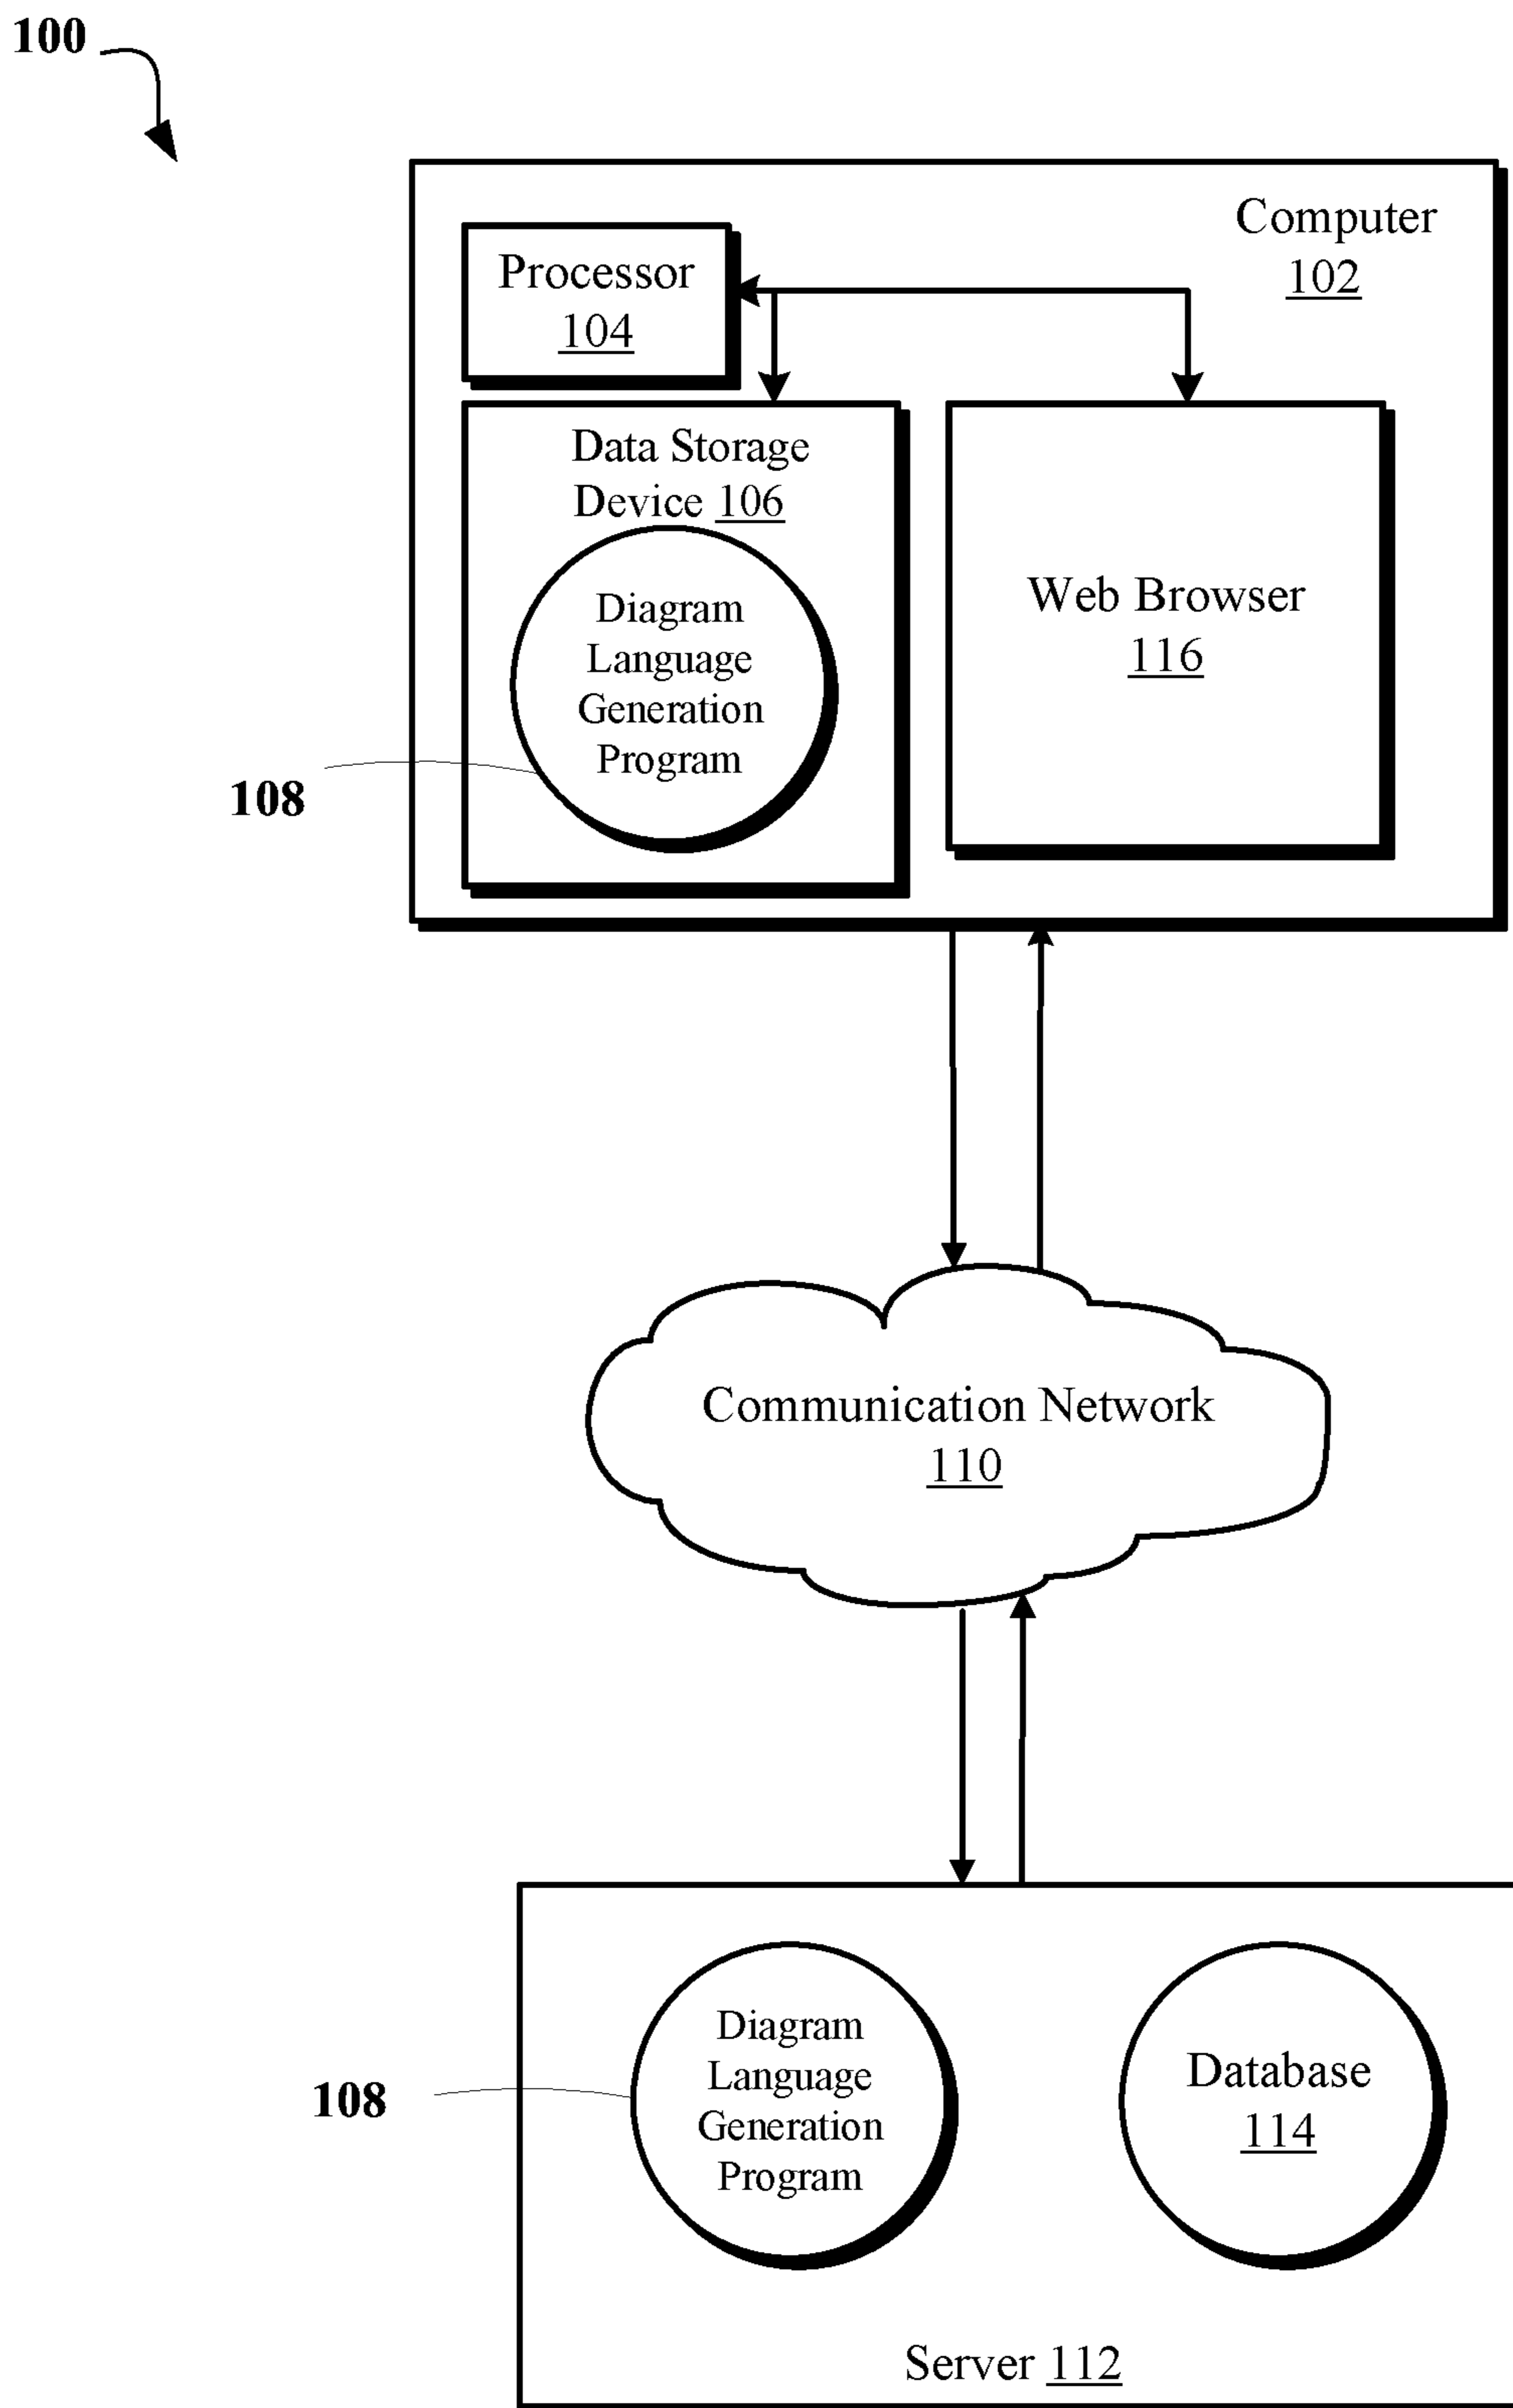 100
Computer
102
Processor
104
Data Storage
Device 106
Diagram
Language
Generation
Program
108
Web Browser
116
Communication Network
110
Diagram
Language
Generation
Program
108
Database
114
Server 112